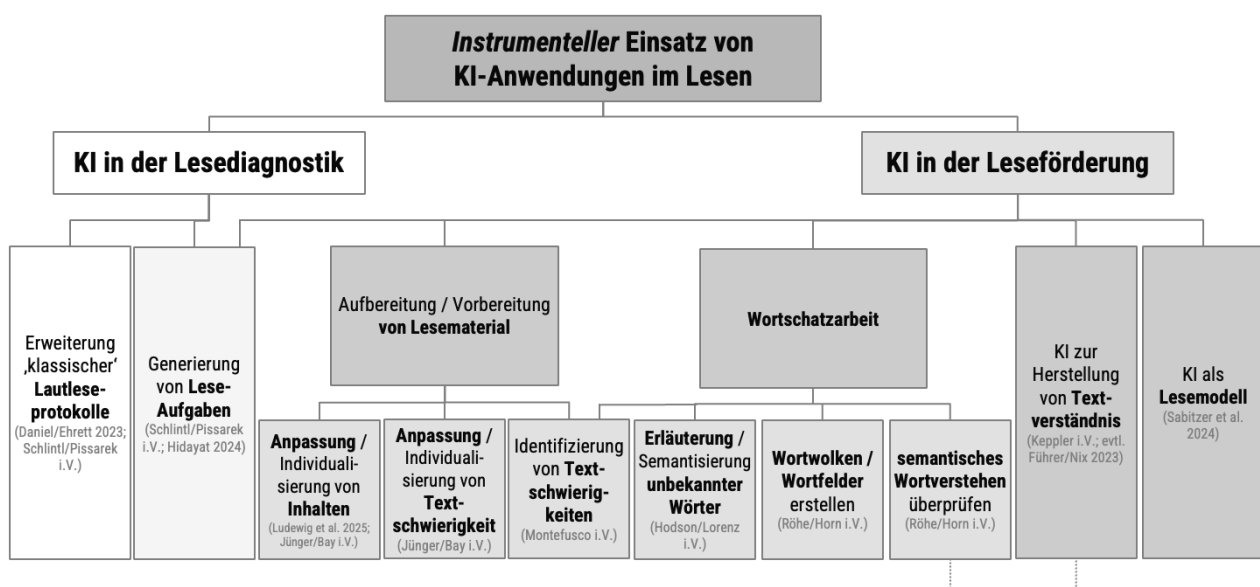 Instrumenteller Einsatz von
KI-Anwendungen im Lesen
KI in der Lesediagnostik
KI in der Leseförderung
Erweiterung
‚klassischer‘
Lautlese-
protokolle
(Daniel/Ehrett 2023;
Schlintl/Pissarek
i.V.)
Generierung
von Lese-
Aufgaben
(Schlintl/Pissarek
i.V.; Hidayat 2024)
Aufbereitung / Vorbereitung
von Lesematerial
Anpassung /
Individuali-
sierung von
Inhalten
(Ludewig et al. 2025;
Jünger/Bay i.V.)
Anpassung /
Individuali-
sierung von
Text-
schwierigkeit
(Jünger/Bay i.V.)
Identifizierung
von Text-
schwierig-
keiten
(Montefusco i.V.)
Wortschatzarbeit
Erläuterung /
Semantisierung
unbekannter
Wörter
(Hodson/Lorenz
i.V.)
Wortwolken /
Wortfelder
erstellen
(Röhe/Horn i.V.)
semantisches
Wortverstehen
überprüfen
(Röhe/Horn i.V.)
KI zur
Herstellung
von Text-
verständnis
(Keppler i.V.; evtl.
Führer/Nix 2023)
KI als
Lesemodell
(Sabitzer et al.
2024)